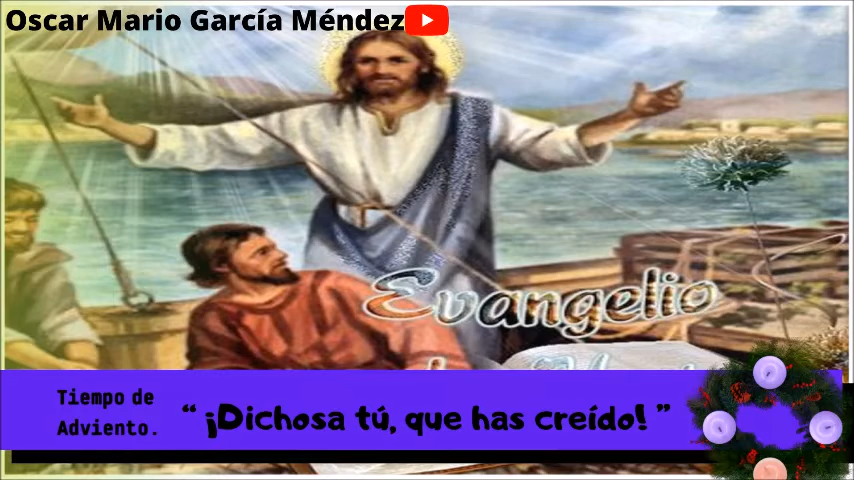 Oscar Mario García Méndez
Evangelio
Tiempo de
Adviento.
“ ¡Dichosa tú, que has creído! ”